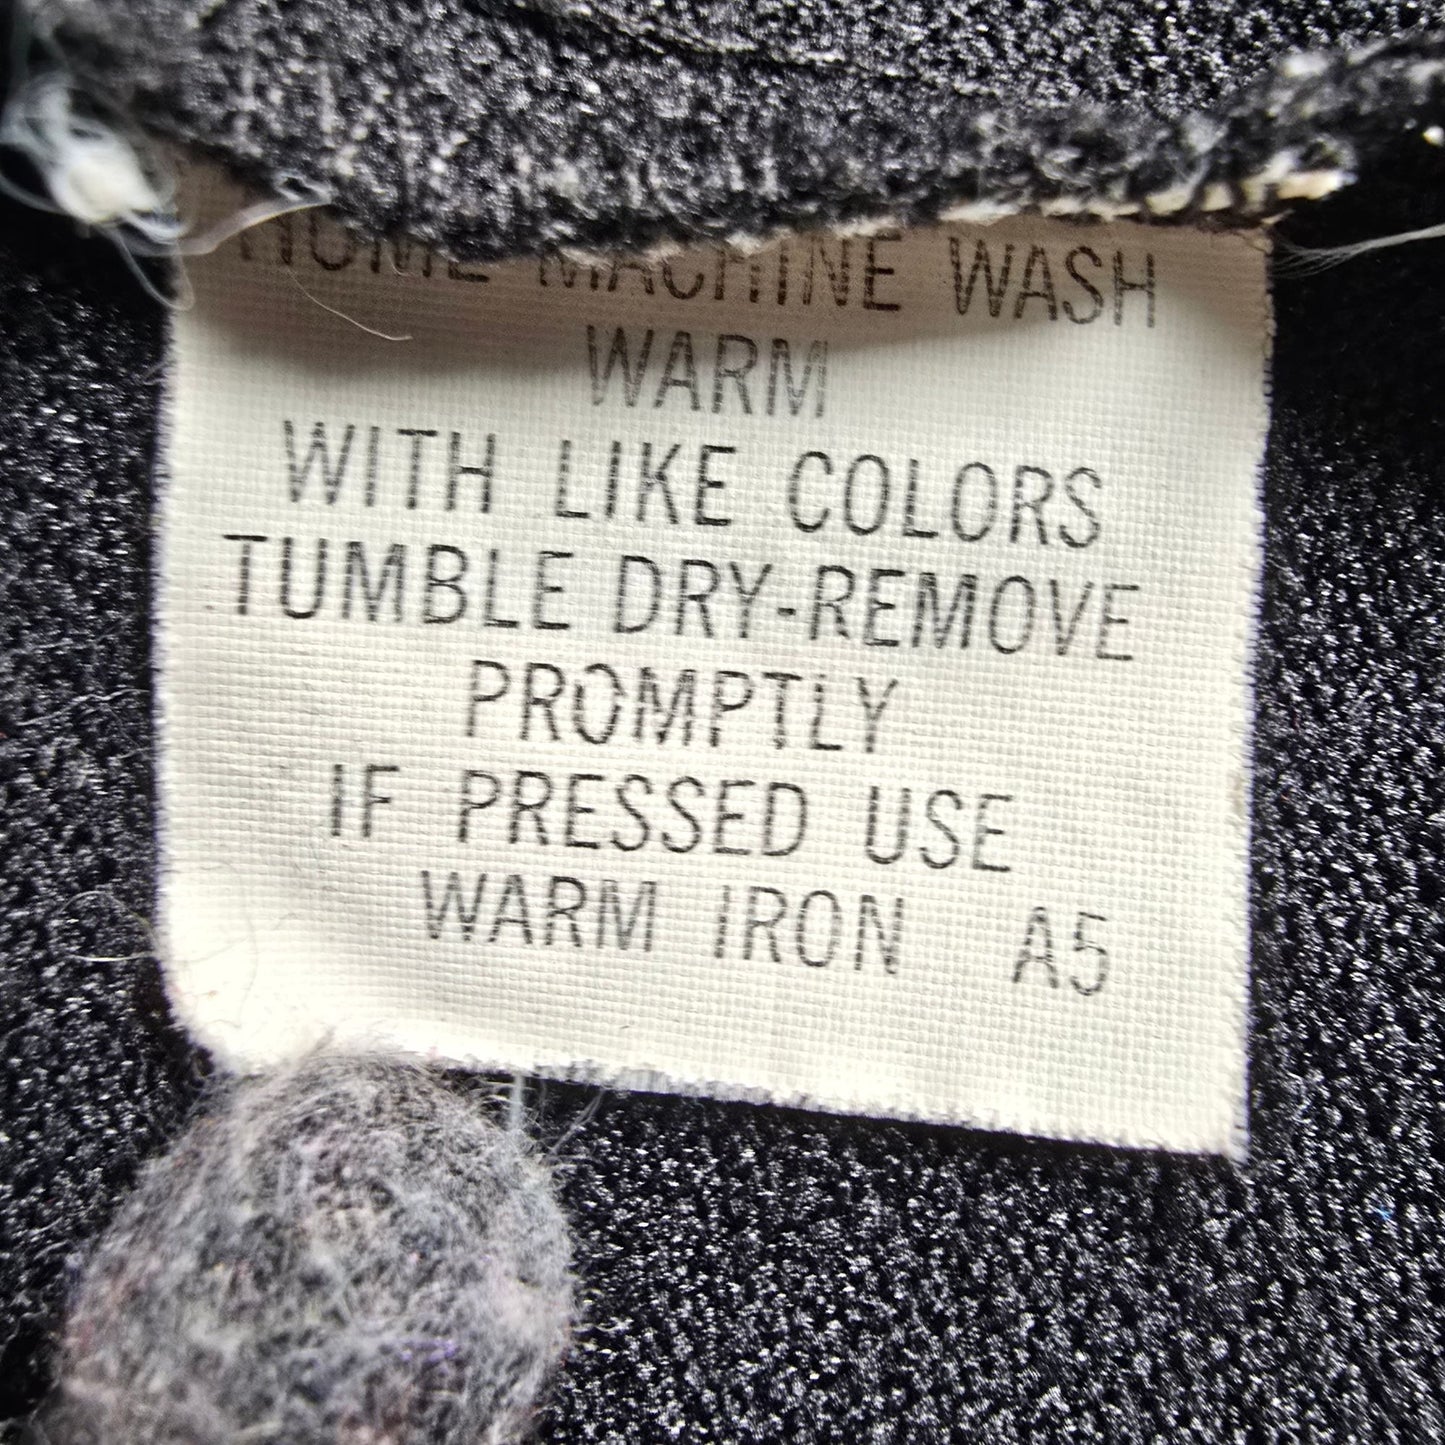 HOME MACHINE WASH
WARM
WITH LIKE COLORS
TUMBLE DRY-REMOVE
PROMPTLY
IF PRESSED USE
WARM IRON A5